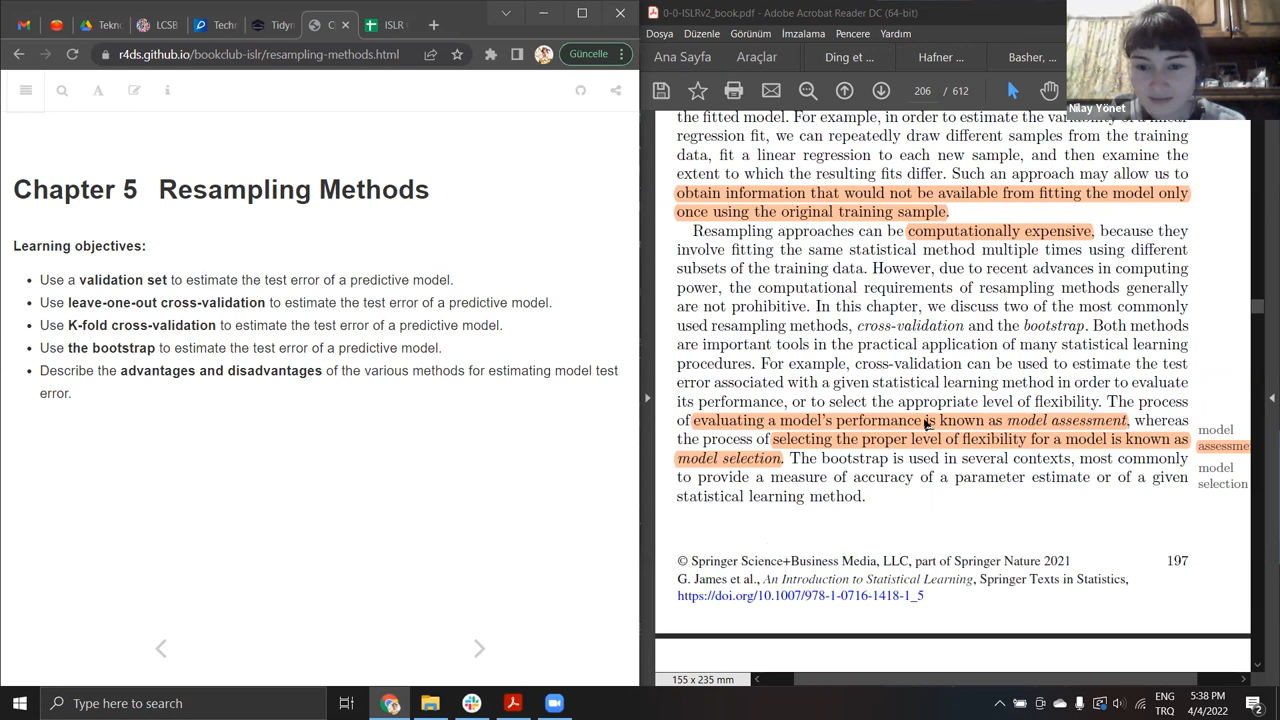 Tekno
LCSB
Techr
Tidyn
C
ISLR
r4ds.github.io/bookclub-islr/resampling-methods.html
Güncelle
Chapter 5 Resampling Methods
Learning objectives:
• Use a validation set to estimate the test error of a predictive model.
• Use leave-one-out cross-validation to estimate the test error of a predictive model.
• Use K-fold cross-validation to estimate the test error of a predictive model.
• Use the bootstrap to estimate the test error of a predictive model.
• Describe the advantages and disadvantages of the various methods for estimating model test
error.
0-0-ISLRv2_book.pdf - Adobe Acrobat Reader DC (64-bit)
Dosya Düzenle Görünüm İmzalama Pencere Yardım
Ana Sayfa Araçlar Ding et ... Hafner ... Basher, ...
206 / 612
Nilay Yönet
the fitted model. For example, in order to estimate the variability of a linear
regression fit, we can repeatedly draw different samples from the training
data, fit a linear regression to each new sample, and then examine the
extent to which the resulting fits differ. Such an approach may allow us to
obtain information that would not be available from fitting the model only
once using the original training sample.
Resampling approaches can be computationally expensive, because they
involve fitting the same statistical method multiple times using different
subsets of the training data. However, due to recent advances in computing
power, the computational requirements of resampling methods generally
are not prohibitive. In this chapter, we discuss two of the most commonly
used resampling methods, cross-validation and the bootstrap. Both methods
are important tools in the practical application of many statistical learning
procedures. For example, cross-validation can be used to estimate the test
error associated with a given statistical learning method in order to evaluate
its performance, or to select the appropriate level of flexibility. The process
of evaluating a model's performance is known as model assessment, whereas
the process of selecting the proper level of flexibility for a model is known as
model selection. The bootstrap is used in several contexts, most commonly
to provide a measure of accuracy of a parameter estimate or of a given
statistical learning method.
model
assessme
model
selection
© Springer Science+Business Media, LLC, part of Springer Nature 2021 197
G. James et al., An Introduction to Statistical Learning, Springer Texts in Statistics,
https://doi.org/10.1007/978-1-0716-1418-1_5
155 x 235 mm
Type here to search
ENG
TRQ
5:38 PM
4/4/2022
2